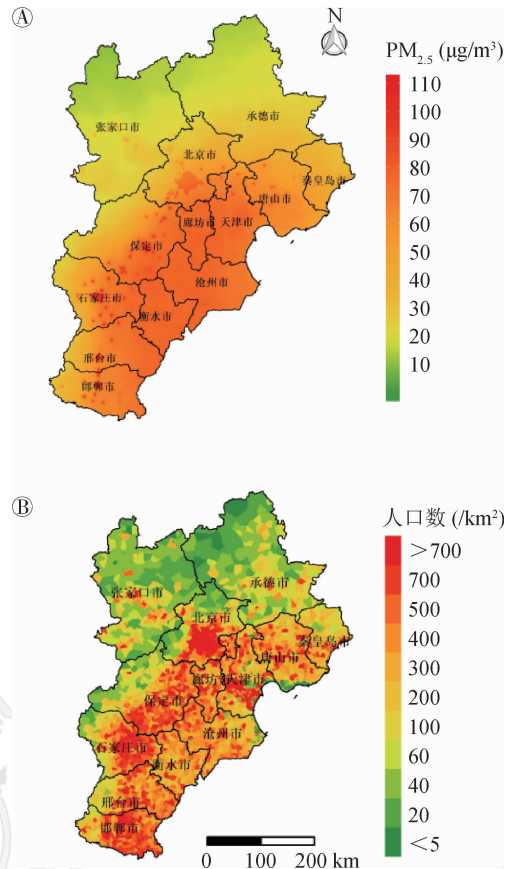 Ⓐ
N
PM2.5 (μg/m³)
110
100
90
80
70
60
50
40
30
20
10
张家口市
承德市
北京市
秦皇岛市
唐山市
廊坊市
天津市
保定市
沧州市
石家庄市
衡水市
邢台市
邯郸市
Ⓑ
人口数 (/km²)
>700
700
500
400
300
200
100
60
40
20
<5
张家口市
承德市
北京市
秦皇岛市
唐山市
廊坊市
天津市
保定市
沧州市
石家庄市
衡水市
邢台市
邯郸市
0 100 200 km